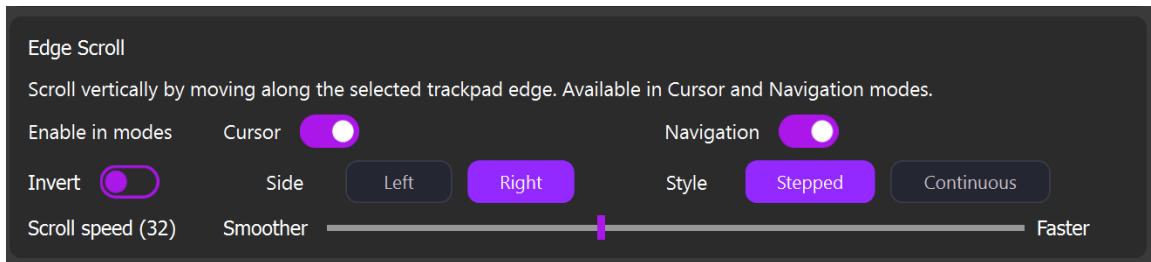 Edge Scroll
Scroll vertically by moving along the selected trackpad edge. Available in Cursor and Navigation modes.
Enable in modes Cursor Navigation
Invert Side Left Right Style Stepped Continuous
Scroll speed (32) Smoother Faster